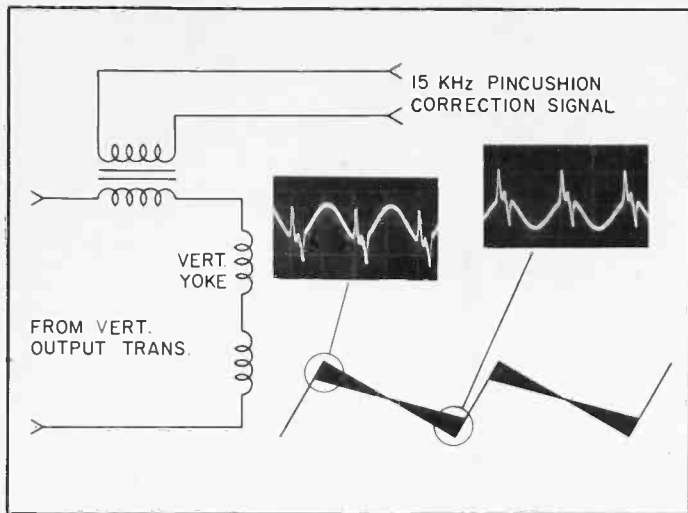 15 KHz PINCUSHION
CORRECTION SIGNAL
VERT.
YOKE
FROM VERT.
OUTPUT TRANS.